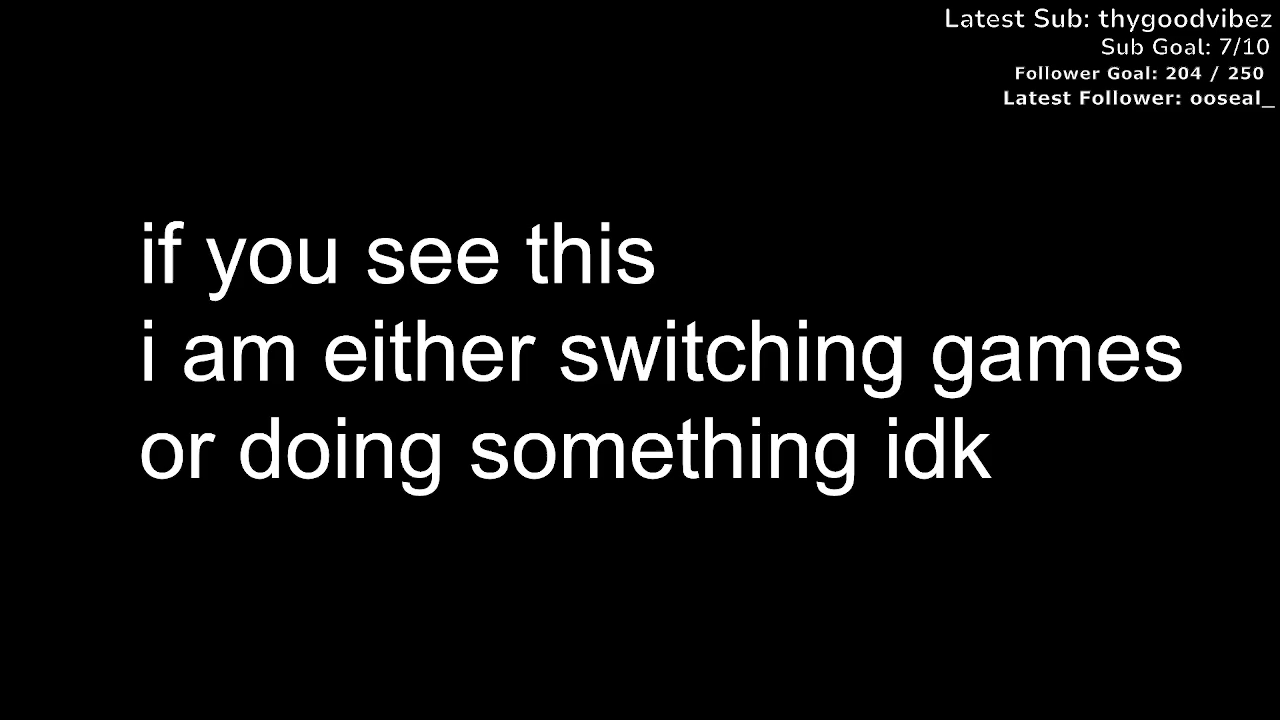 Latest Sub: thygoodvibez
Sub Goal: 7/10
Follower Goal: 204 / 250
Latest Follower: ooseal_
if you see this
i am either switching games
or doing something idk